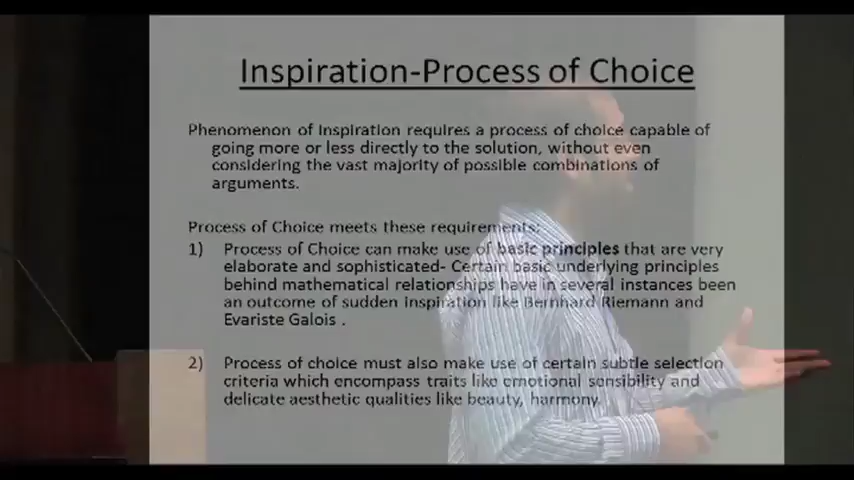 Inspiration-Process of Choice
Phenomenon of Inspiration requires a process of choice capable of
going more or less directly to the solution, without even
considering the vast majority of possible combinations of
arguments.
Process of Choice meets these requirements:
1) Process of Choice can make use of basic principles that are very
elaborate and sophisticated- Certain basic underlying principles
behind mathematical relationships have in several instances been
an outcome of sudden inspiration like Bernhard Riemann and
Evariste Galois .
2) Process of choice must also make use of certain subtle selection
criteria which encompass traits like emotional sensibility and
delicate aesthetic qualities like beauty, harmony.